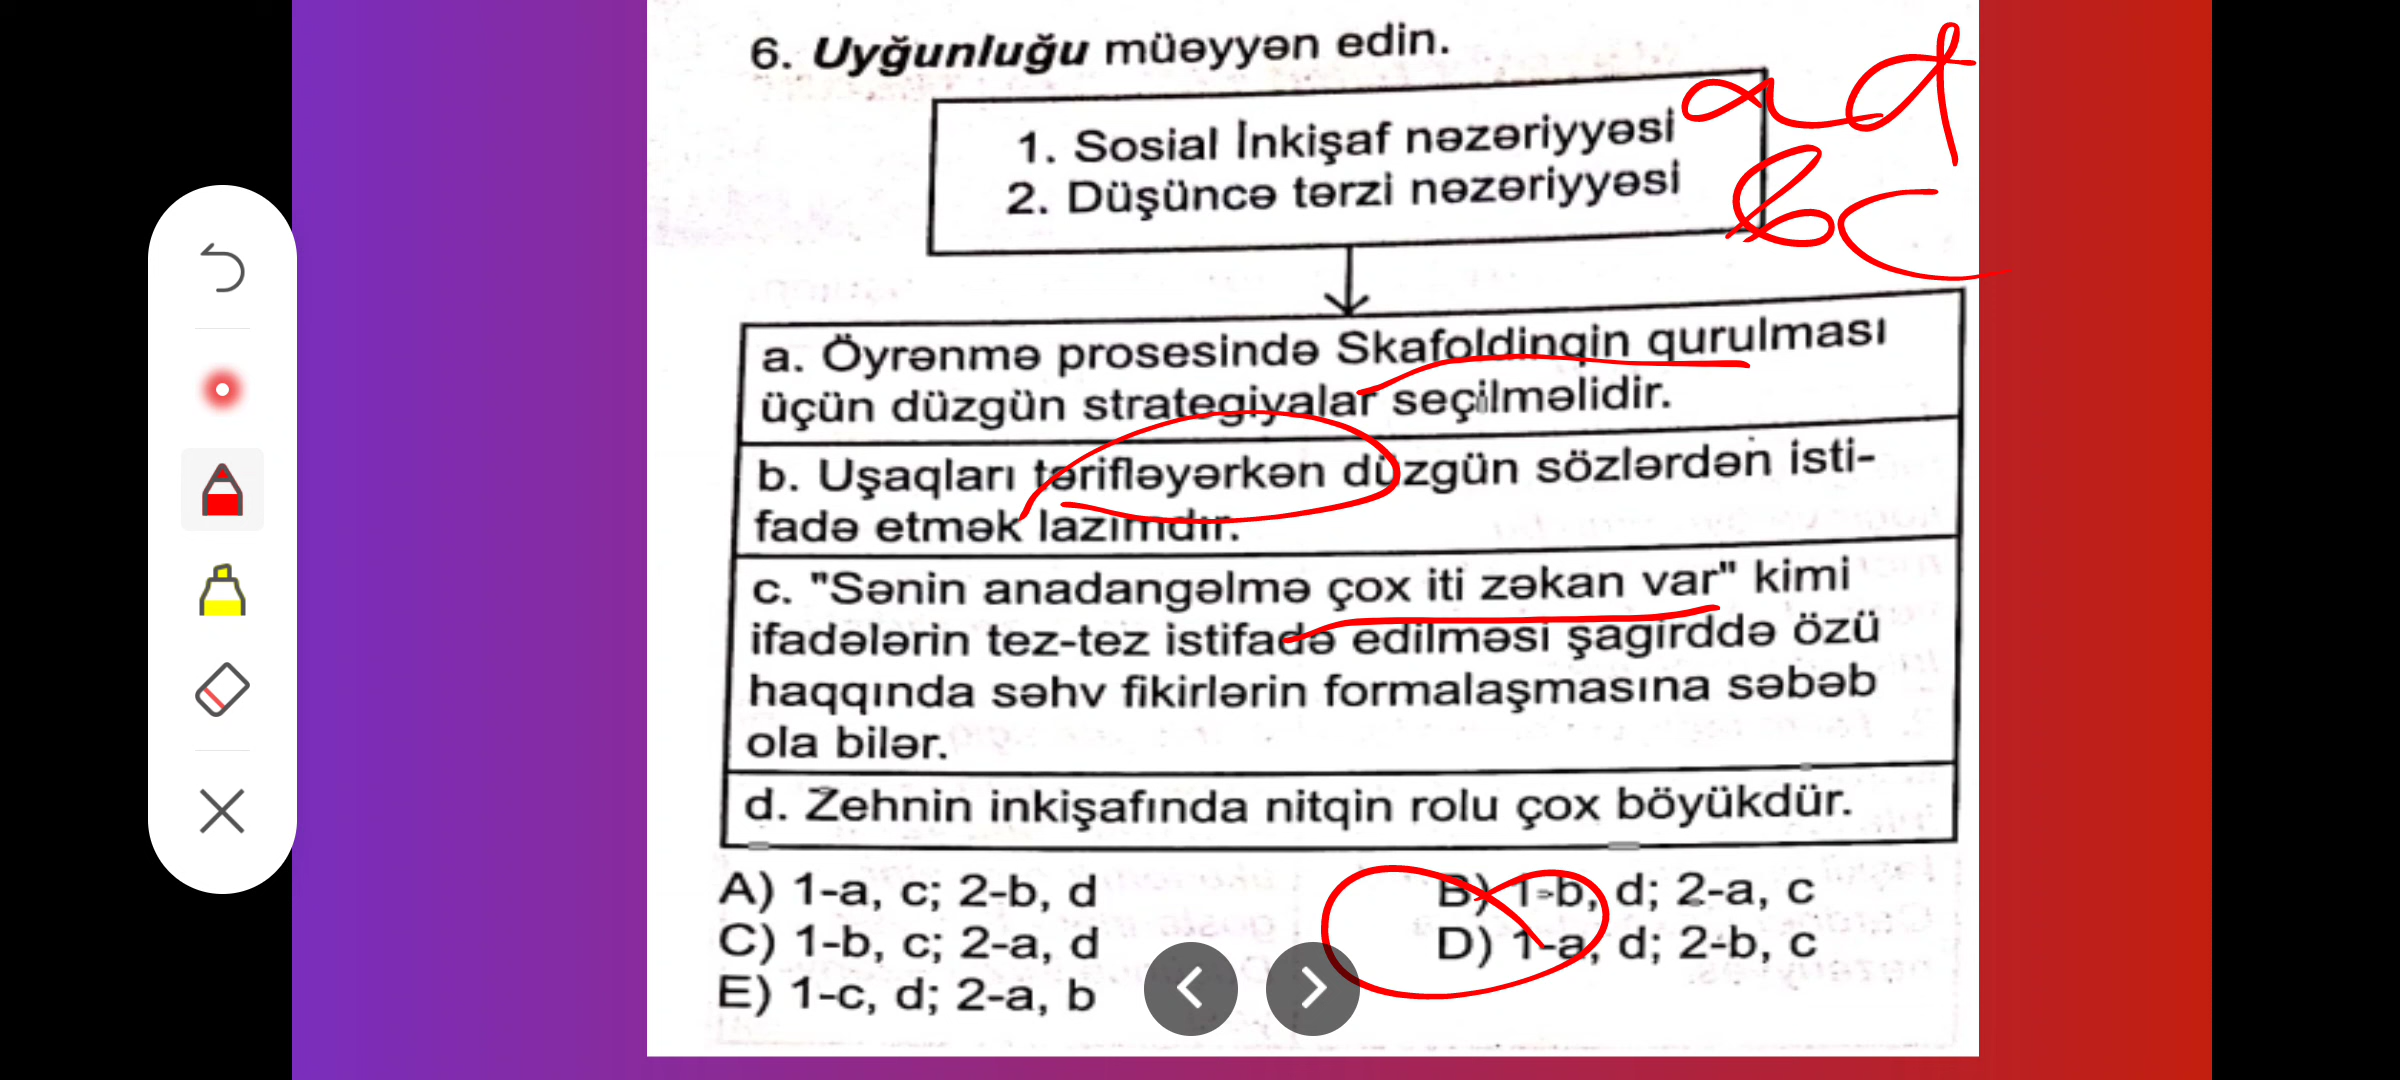 6. Uyğunluğu müəyyən edin.
1. Sosial İnkişaf nəzəriyyəsi a d
2. Düşüncə tərzi nəzəriyyəsi b c
a. Öyrənmə prosesində Skafoldinqin qurulması
üçün düzgün strategiyalar seçilməlidir.
b. Uşaqları tərifləyərkən düzgün sözlərdən isti-
fadə etmək lazımdır.
c. "Sənin anadangəlmə çox iti zəkan var" kimi
ifadələrin tez-tez istifadə edilməsi şagirddə özü
haqqında səhv fikirlərin formalaşmasına səbəb
ola bilər.
d. Zehnin inkişafında nitqin rolu çox böyükdür.
A) 1-a, c; 2-b, d
B) 1-b, d; 2-a, c
C) 1-b, c; 2-a, d
D) 1-a, d; 2-b, c
E) 1-c, d; 2-a, b